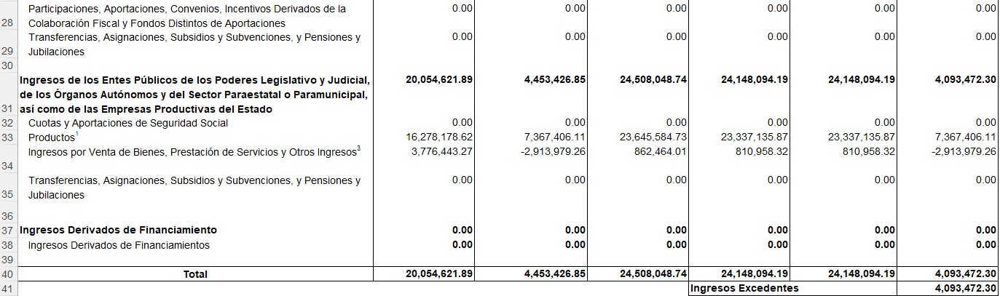 Participaciones, Aportaciones, Convenios, Incentivos Derivados de la 0.00 0.00 0.00 0.00 0.00 0.00
28 Colaboración Fiscal y Fondos Distintos de Aportaciones
Transferencias, Asignaciones, Subsidios y Subvenciones, y Pensiones y 0.00 0.00 0.00 0.00 0.00 0.00
29 Jubilaciones
30
Ingresos de los Entes Públicos de los Poderes Legislativo y Judicial, 20,054,621.89 4,453,426.85 24,508,048.74 24,148,094.19 24,148,094.19 4,093,472.30
de los Órganos Autónomos y del Sector Paraestatal o Paramunicipal,
31 así como de las Empresas Productivas del Estado
32 Cuotas y Aportaciones de Seguridad Social 0.00 0.00 0.00 0.00 0.00 0.00
33 Productos¹ 16,278,178.62 7,367,406.11 23,645,584.73 23,337,135.87 23,337,135.87 7,367,406.11
Ingresos por Venta de Bienes, Prestación de Servicios y Otros Ingresos³ 3,776,443.27 -2,913,979.26 862,464.01 810,958.32 810,958.32 -2,913,979.26
34
Transferencias, Asignaciones, Subsidios y Subvenciones, y Pensiones y 0.00 0.00 0.00 0.00 0.00 0.00
35 Jubilaciones
36
37 Ingresos Derivados de Financiamiento 0.00 0.00 0.00 0.00 0.00 0.00
38 Ingresos Derivados de Financiamientos 0.00 0.00 0.00 0.00 0.00 0.00
39
40 Total 20,054,621.89 4,453,426.85 24,508,048.74 24,148,094.19 24,148,094.19 4,093,472.30
41 Ingresos Excedentes 4,093,472.30